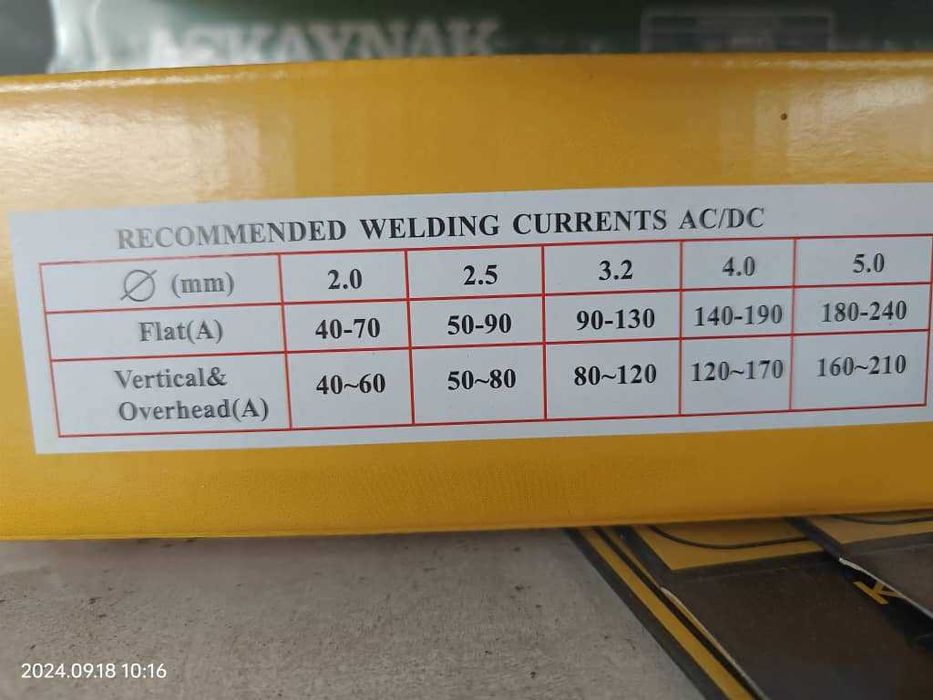 ASKAYNAK
RECOMMENDED WELDING CURRENTS AC/DC
Ø (mm) 2.0 2.5 3.2 4.0 5.0
Flat(A) 40-70 50-90 90-130 140-190 180-240
Vertical&
Overhead(A) 40~60 50~80 80~120 120~170 160~210
K
2024.09.18 10:16